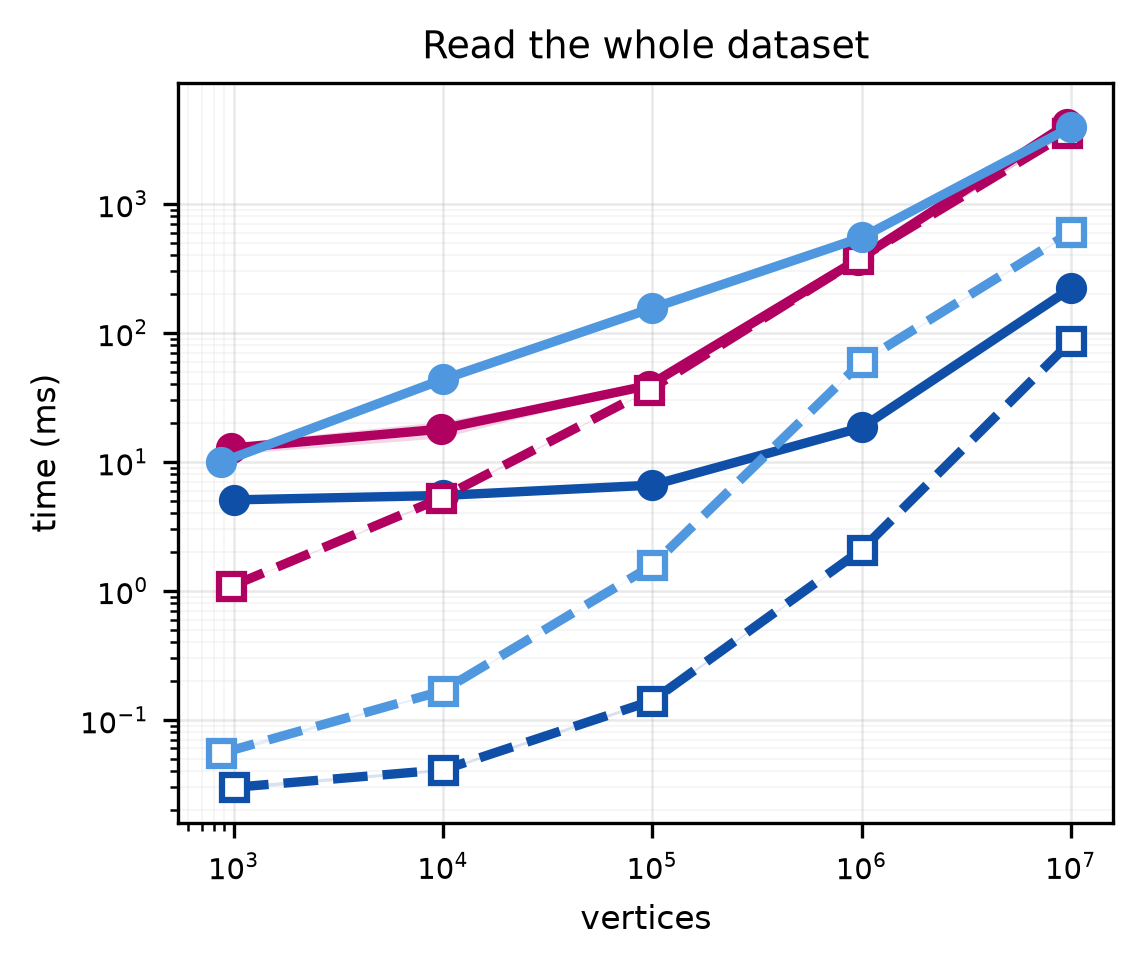 Read the whole dataset
time (ms)
10³
10²
10¹
10⁰
10⁻¹
10³ 10⁴ 10⁵ 10⁶ 10⁷
vertices